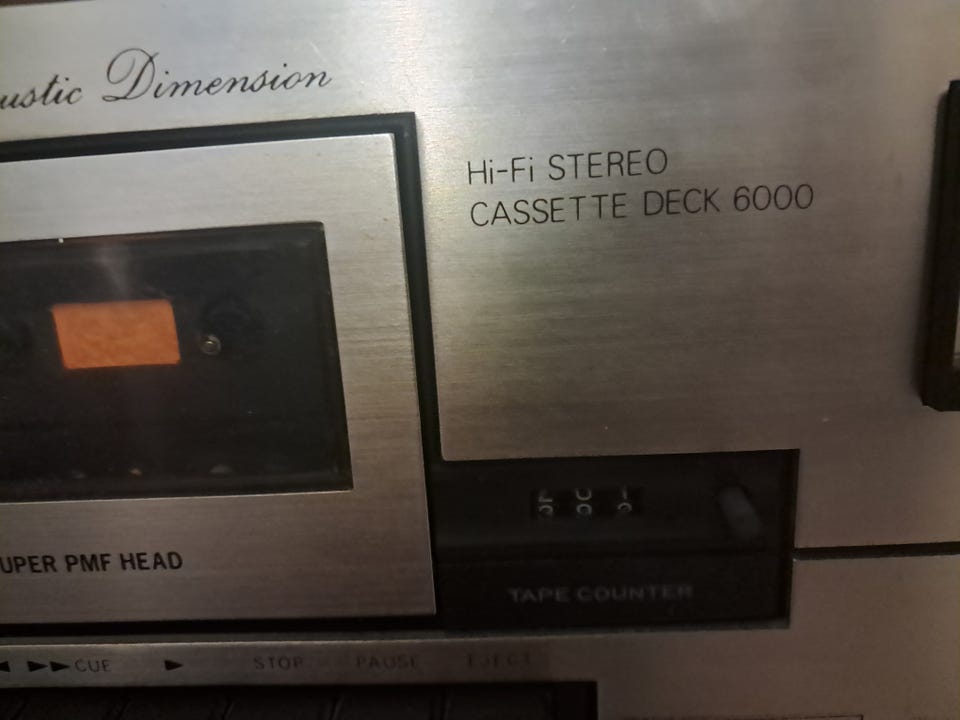 ustic Dimension
Hi-Fi STEREO
CASSETTE DECK 6000
UPER PMF HEAD
TAPE COUNTER
◄ ►► CUE ► STOP PAUSE EJECT